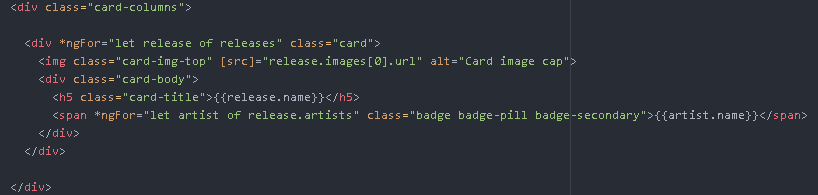 <div class="card-columns">
<div *ngFor="let release of releases" class="card">
<img class="card-img-top" [src]="release.images[0].url" alt="Card image cap">
<div class="card-body">
<h5 class="card-title">{{release.name}}</h5>
<span *ngFor="let artist of release.artists" class="badge badge-pill badge-secondary">{{artist.name}}</span>
</div>
</div>
</div>